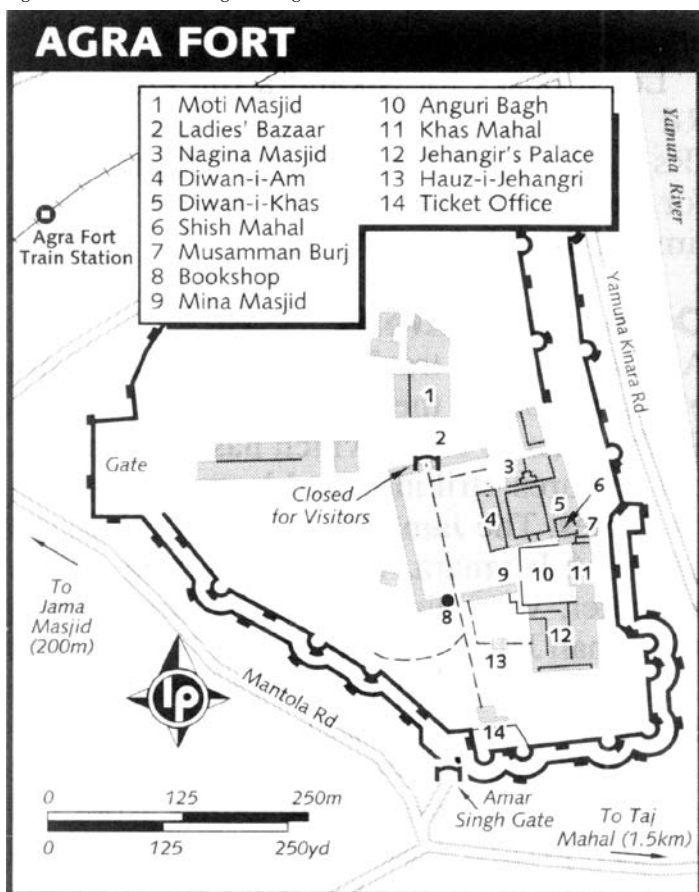 AGRA FORT
1 Moti Masjid
2 Ladies' Bazaar
3 Nagina Masjid
4 Diwan-i-Am
5 Diwan-i-Khas
6 Shish Mahal
7 Musamman Burj
8 Bookshop
9 Mina Masjid
10 Anguri Bagh
11 Khas Mahal
12 Jehangir's Palace
13 Hauz-i-Jehangri
14 Ticket Office
Yamuna River
Agra Fort
Train Station
Yamuna Kinara Rd
1
2
Gate
Closed
for Visitors
3
6
5
4
7
9
10
11
8
12
13
14
To
Jama
Masjid
(200m)
lp
Mantola Rd
0 125 250m
0 125 250yd
Amar
Singh Gate
To Taj
Mahal (1.5km)